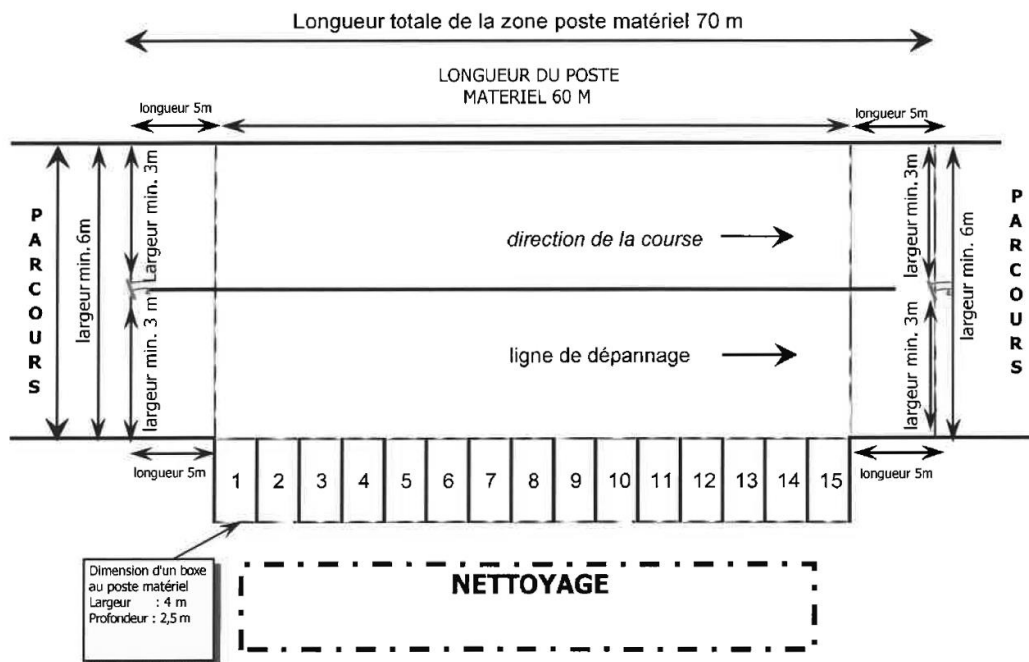 Longueur totale de la zone poste matériel 70 m
LONGUEUR DU POSTE
MATERIEL 60 M
longueur 5m
longueur 5m
PARCOURS
largeur min.6m
Largeur min. 3m
largeur min. 3 m
direction de la course
ligne de dépannage
largeur min. 3m
largeur min. 3m
largeur min. 6m
PARCOURS
longueur 5m
longueur 5m
1 2 3 4 5 6 7 8 9 10 11 12 13 14 15
Dimension d'un boxe
au poste matériel
Largeur : 4 m
Profondeur : 2,5 m
NETTOYAGE